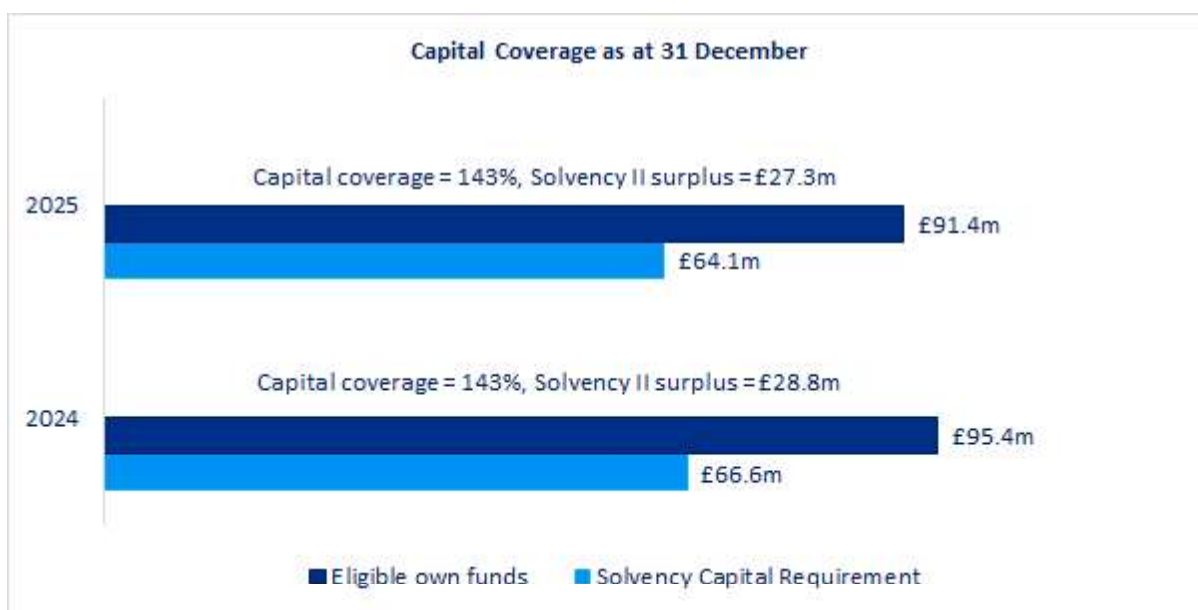 Capital Coverage as at 31 December
Capital coverage = 143%, Solvency II surplus = £27.3m
2025
£91.4m
£64.1m
Capital coverage = 143%, Solvency II surplus = £28.8m
2024
£95.4m
£66.6m
Eligible own funds
Solvency Capital Requirement